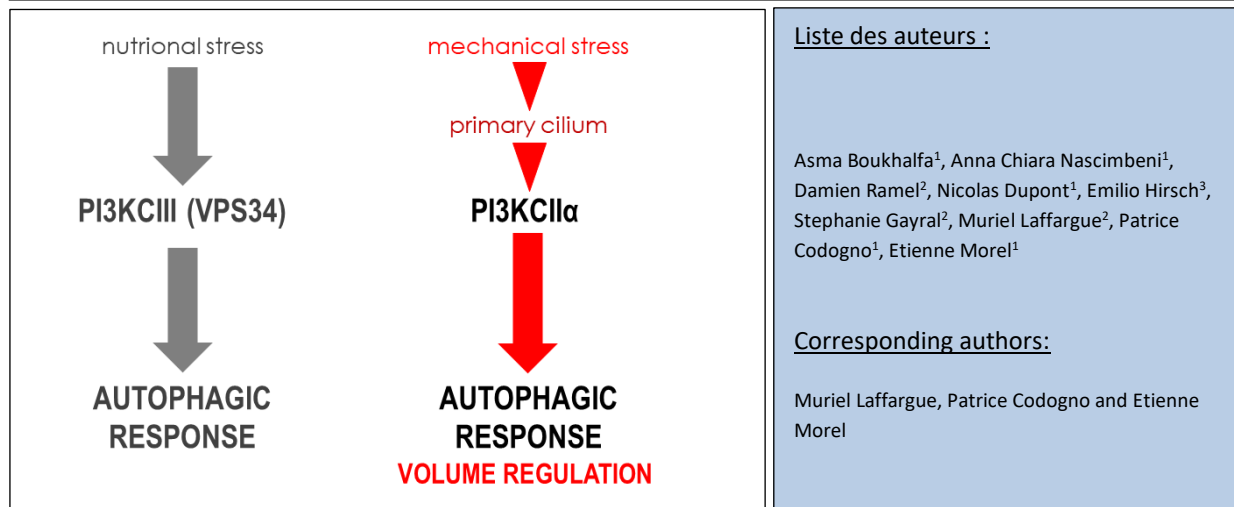 nutrional stress
PI3KCIII (VPS34)
AUTOPHAGIC
RESPONSE
mechanical stress
primary cilium
PI3KCIIα
AUTOPHAGIC
RESPONSE
VOLUME REGULATION
Liste des auteurs :
Asma Boukhalfa¹, Anna Chiara Nascimbeni¹,
Damien Ramel², Nicolas Dupont¹, Emilio Hirsch³,
Stephanie Gayral², Muriel Laffargue², Patrice
Codogno¹, Etienne Morel¹
Corresponding authors:
Muriel Laffargue, Patrice Codogno and Etienne
Morel